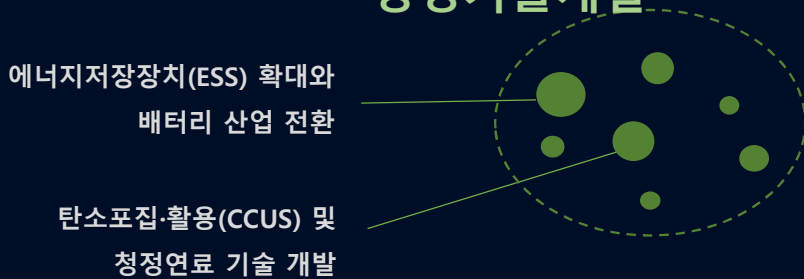 에너지저장장치(ESS) 확대와
배터리 산업 전환
탄소포집·활용(CCUS) 및
청정연료 기술 개발